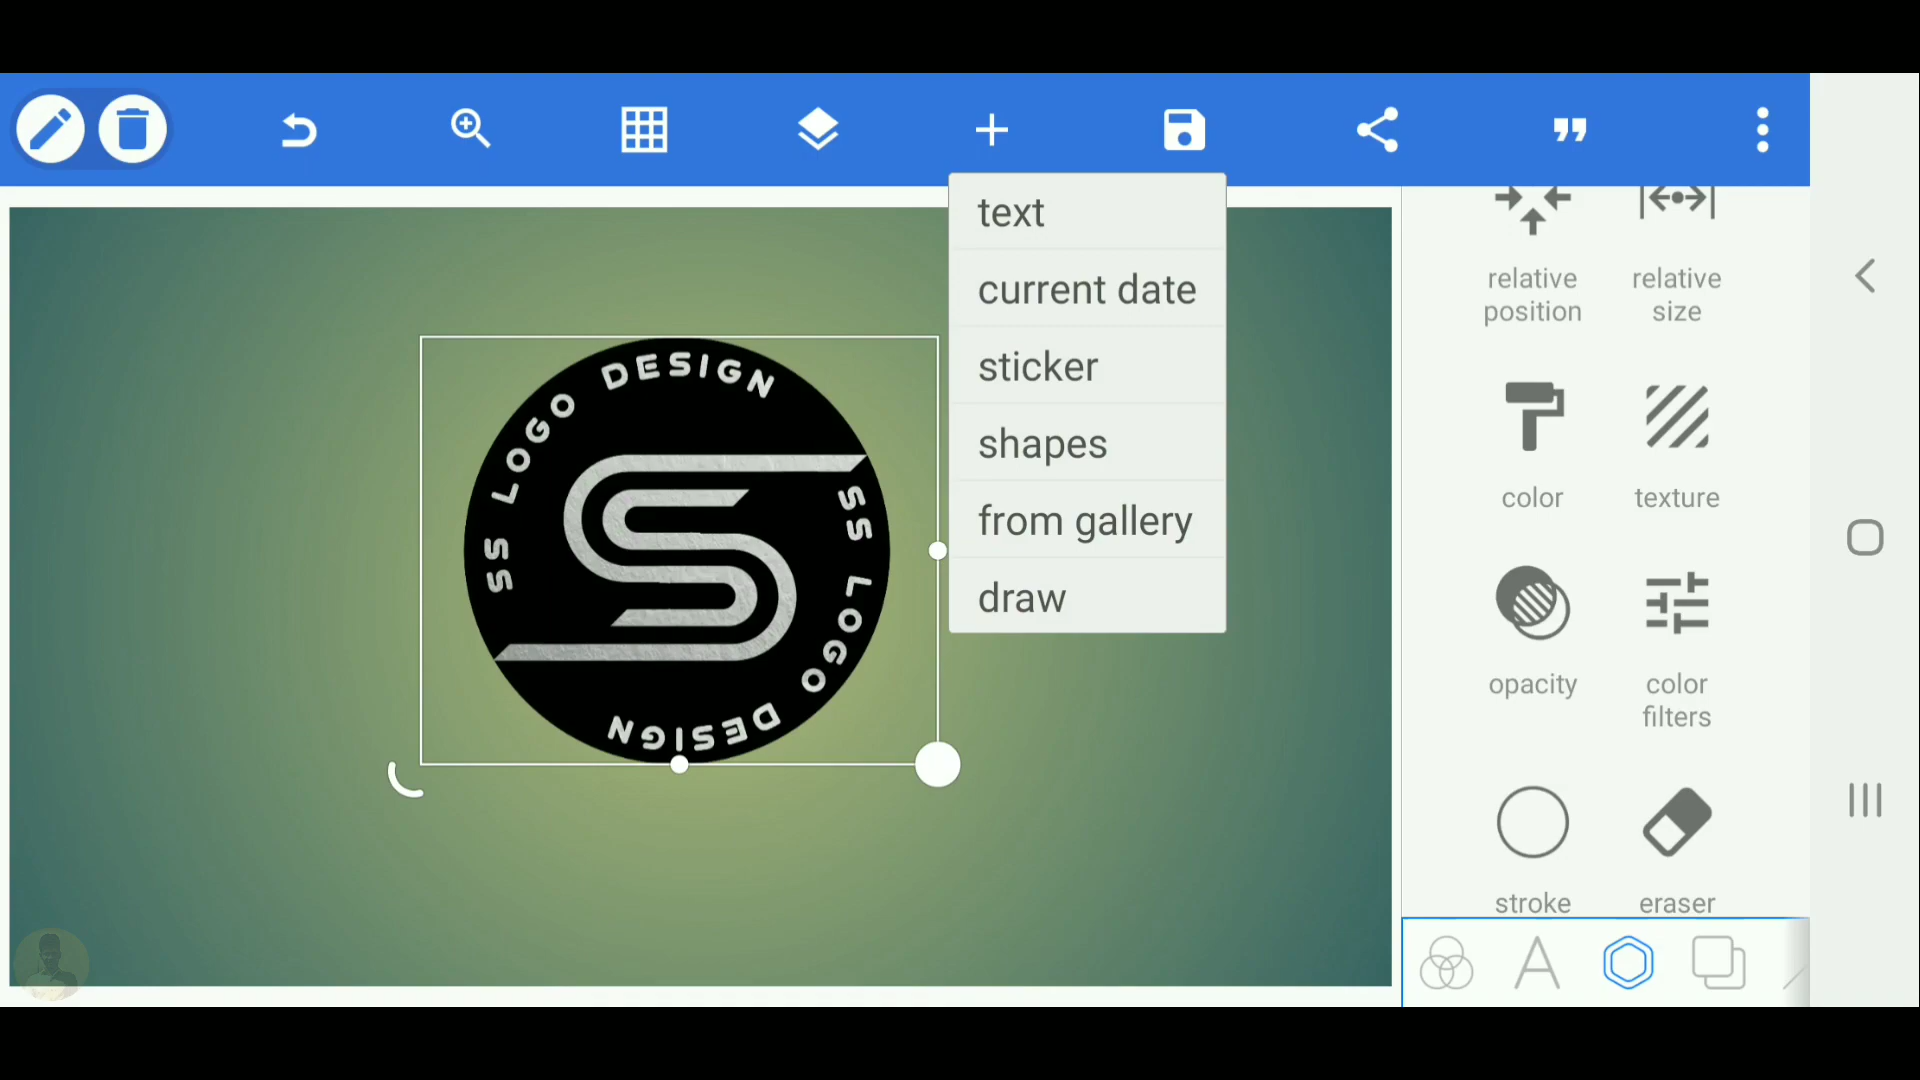 text
current date
sticker
shapes
from gallery
draw
SS LOGO DESIGN
SS LOGO DESIGN
relative
position
relative
size
color
texture
opacity
color
filters
stroke
eraser